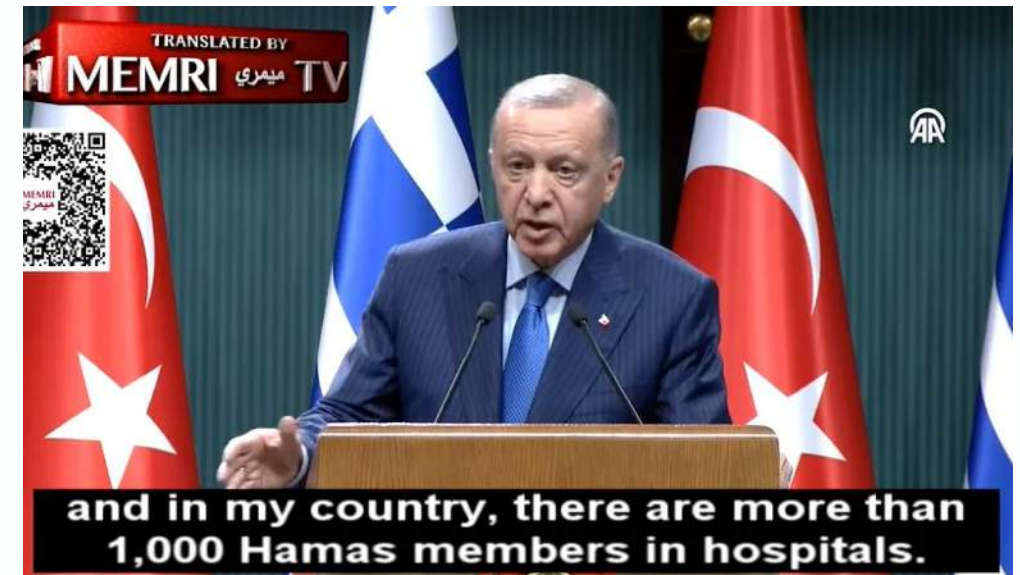 TRANSLATED BY
MEMRI ميمري TV
MEMRI
ميمري
AA
and in my country, there are more than
1,000 Hamas members in hospitals.